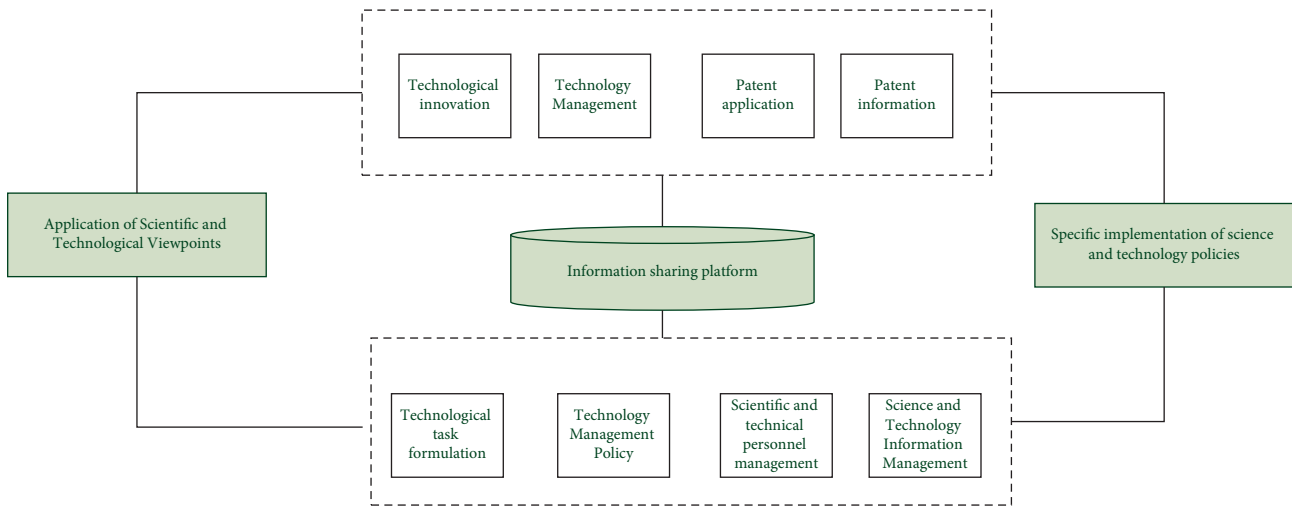 Technological
innovation
Technology
Management
Patent
application
Patent
information
Application of Scientific and
Technological Viewpoints
Information sharing platform
Specific implementation of science
and technology policies
Technological
task
formulation
Technology
Management
Policy
Scientific and
technical
personnel
management
Science and
Technology
Information
Management